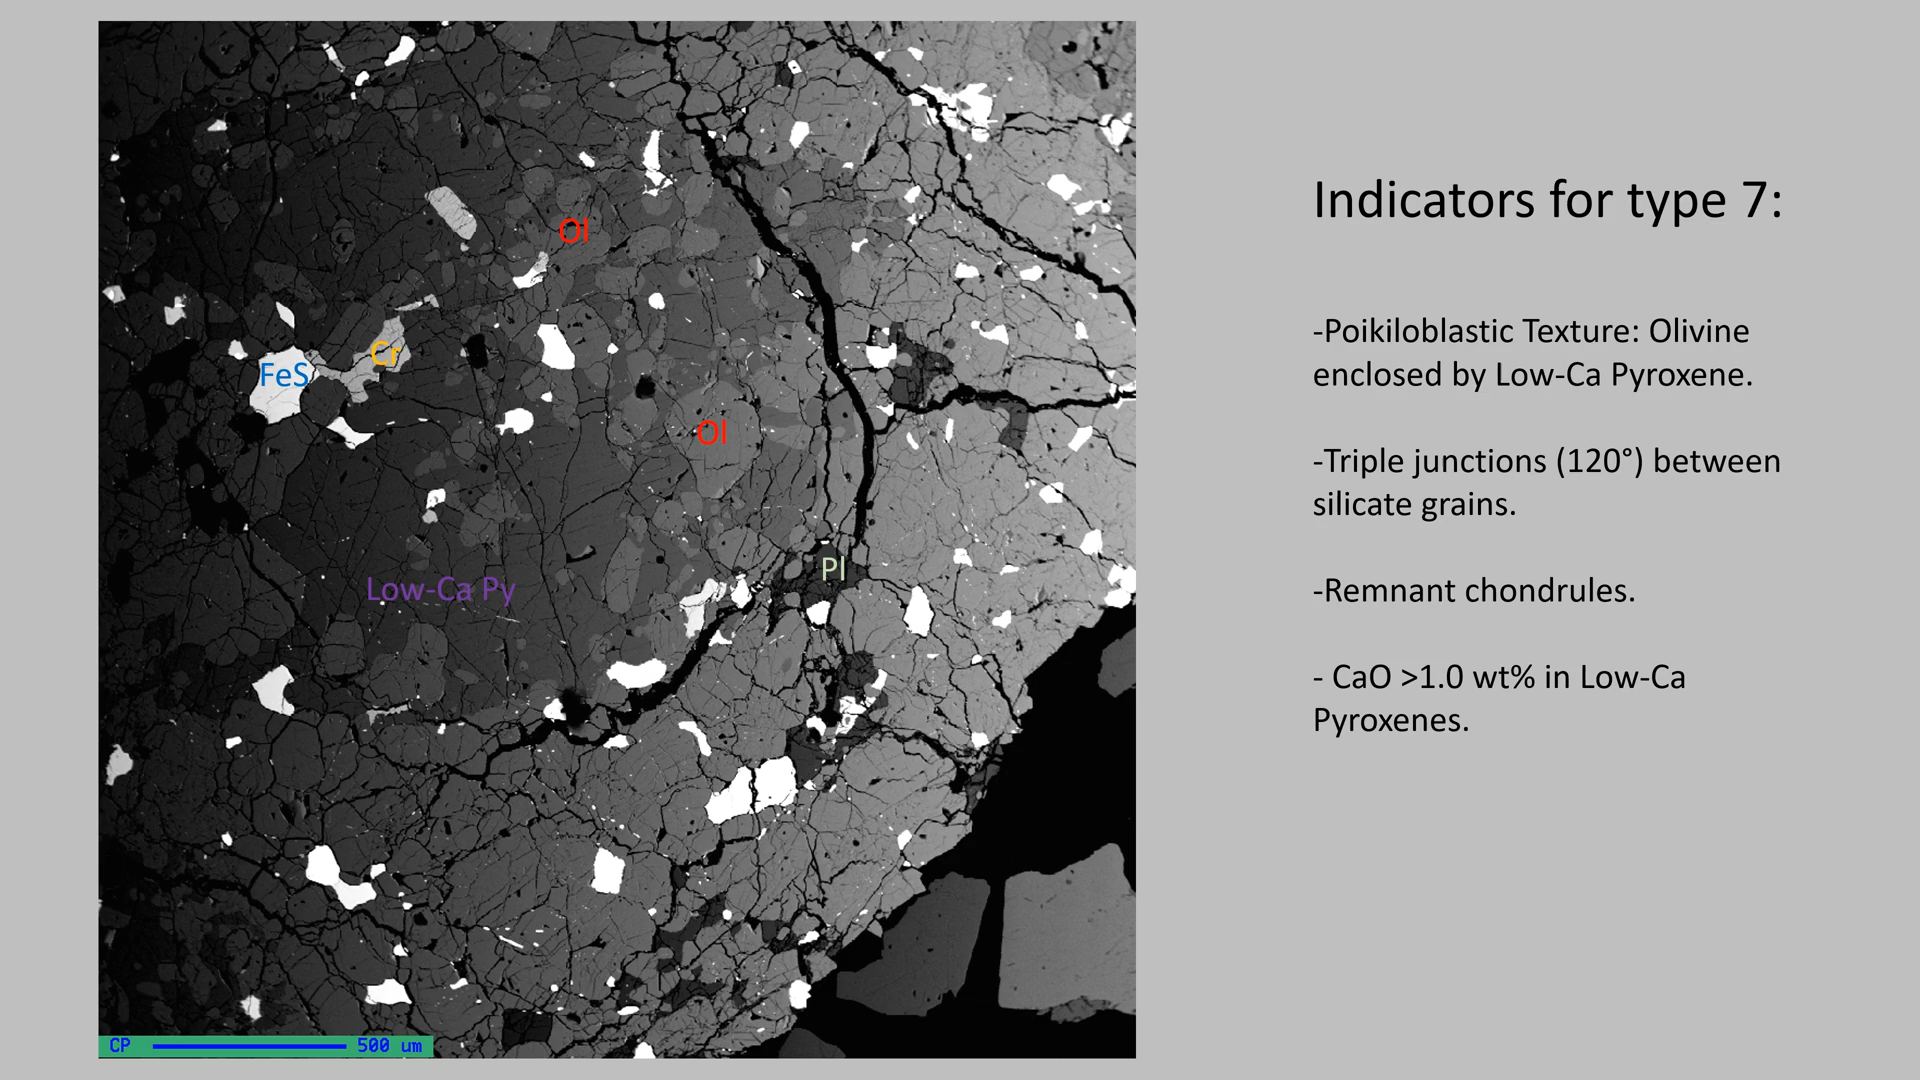 Indicators for type 7:
-Poikiloblastic Texture: Olivine
enclosed by Low-Ca Pyroxene.
-Triple junctions (120°) between
silicate grains.
-Remnant chondrules.
- CaO >1.0 wt% in Low-Ca
Pyroxenes.
Ol
Cr
FeS
Ol
Pl
Low-Ca Py
CP 500 um